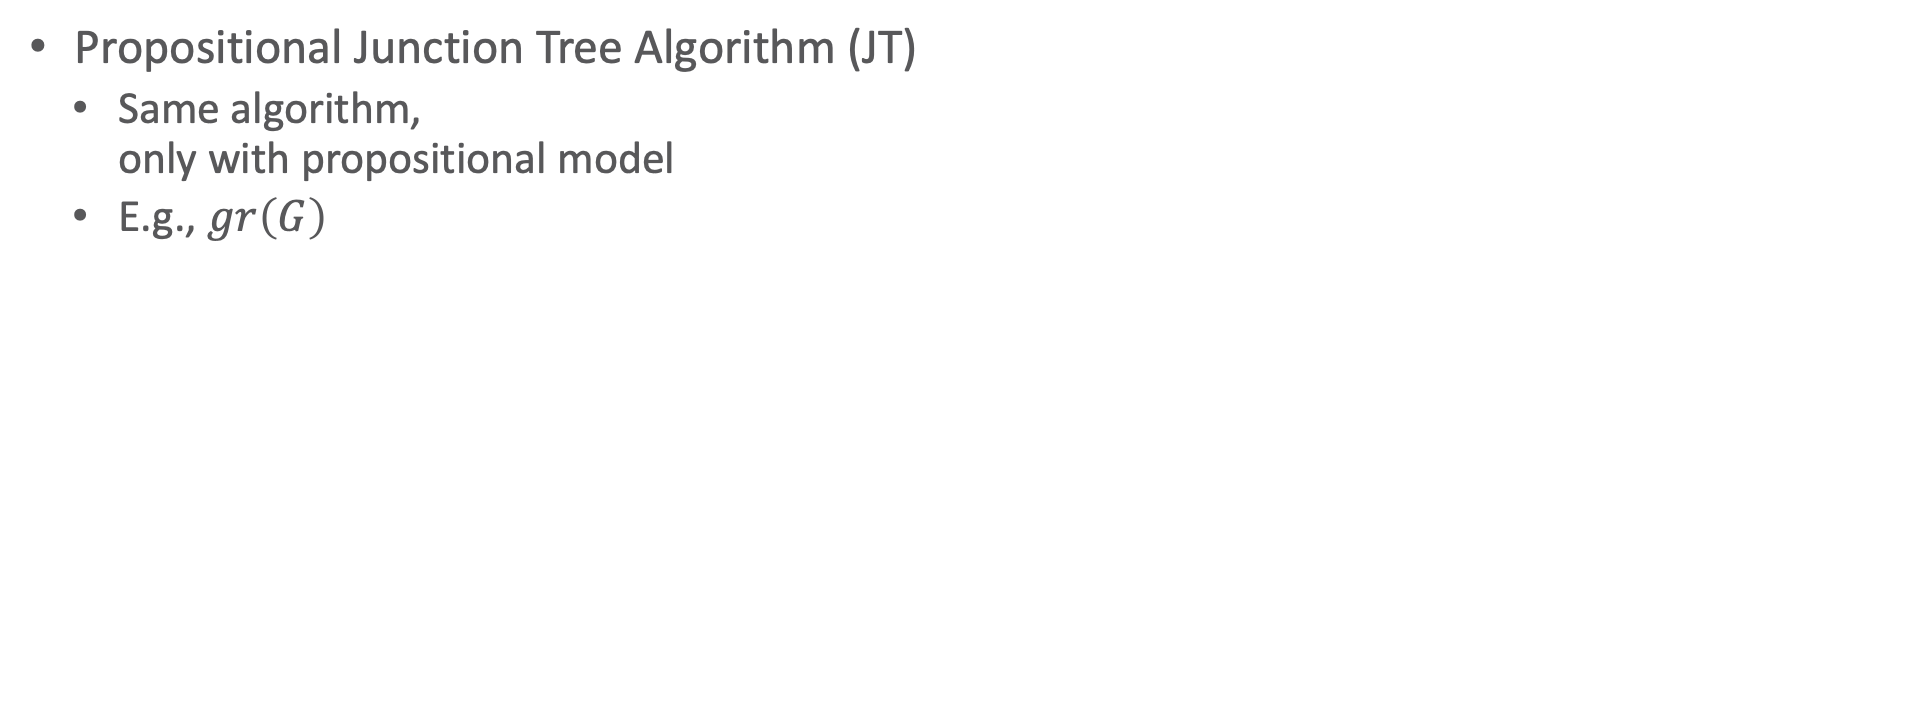 • Propositional Junction Tree Algorithm (JT)
• Same algorithm,
only with propositional model
• E.g., gr(G)